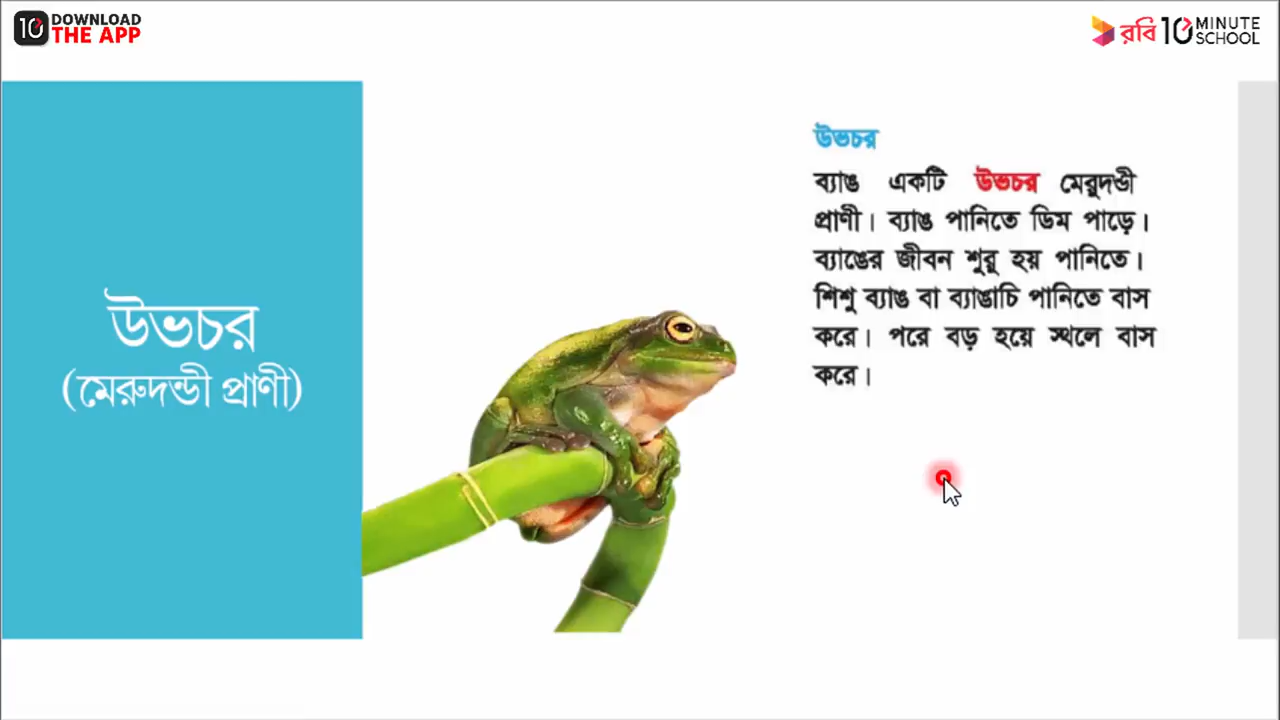 10 DOWNLOAD
THE APP
রবি 10 MINUTE
SCHOOL
উভচর
(মেরুদন্ডী প্রাণী)
উভচর
ব্যাঙ একটি উভচর মেরুদণ্ডী
প্রাণী। ব্যাঙ পানিতে ডিম পাড়ে।
ব্যাঙের জীবন শুরু হয় পানিতে।
শিশু ব্যাঙ বা ব্যাঙাচি পানিতে বাস
করে। পরে বড় হয়ে স্থলে বাস
করে।